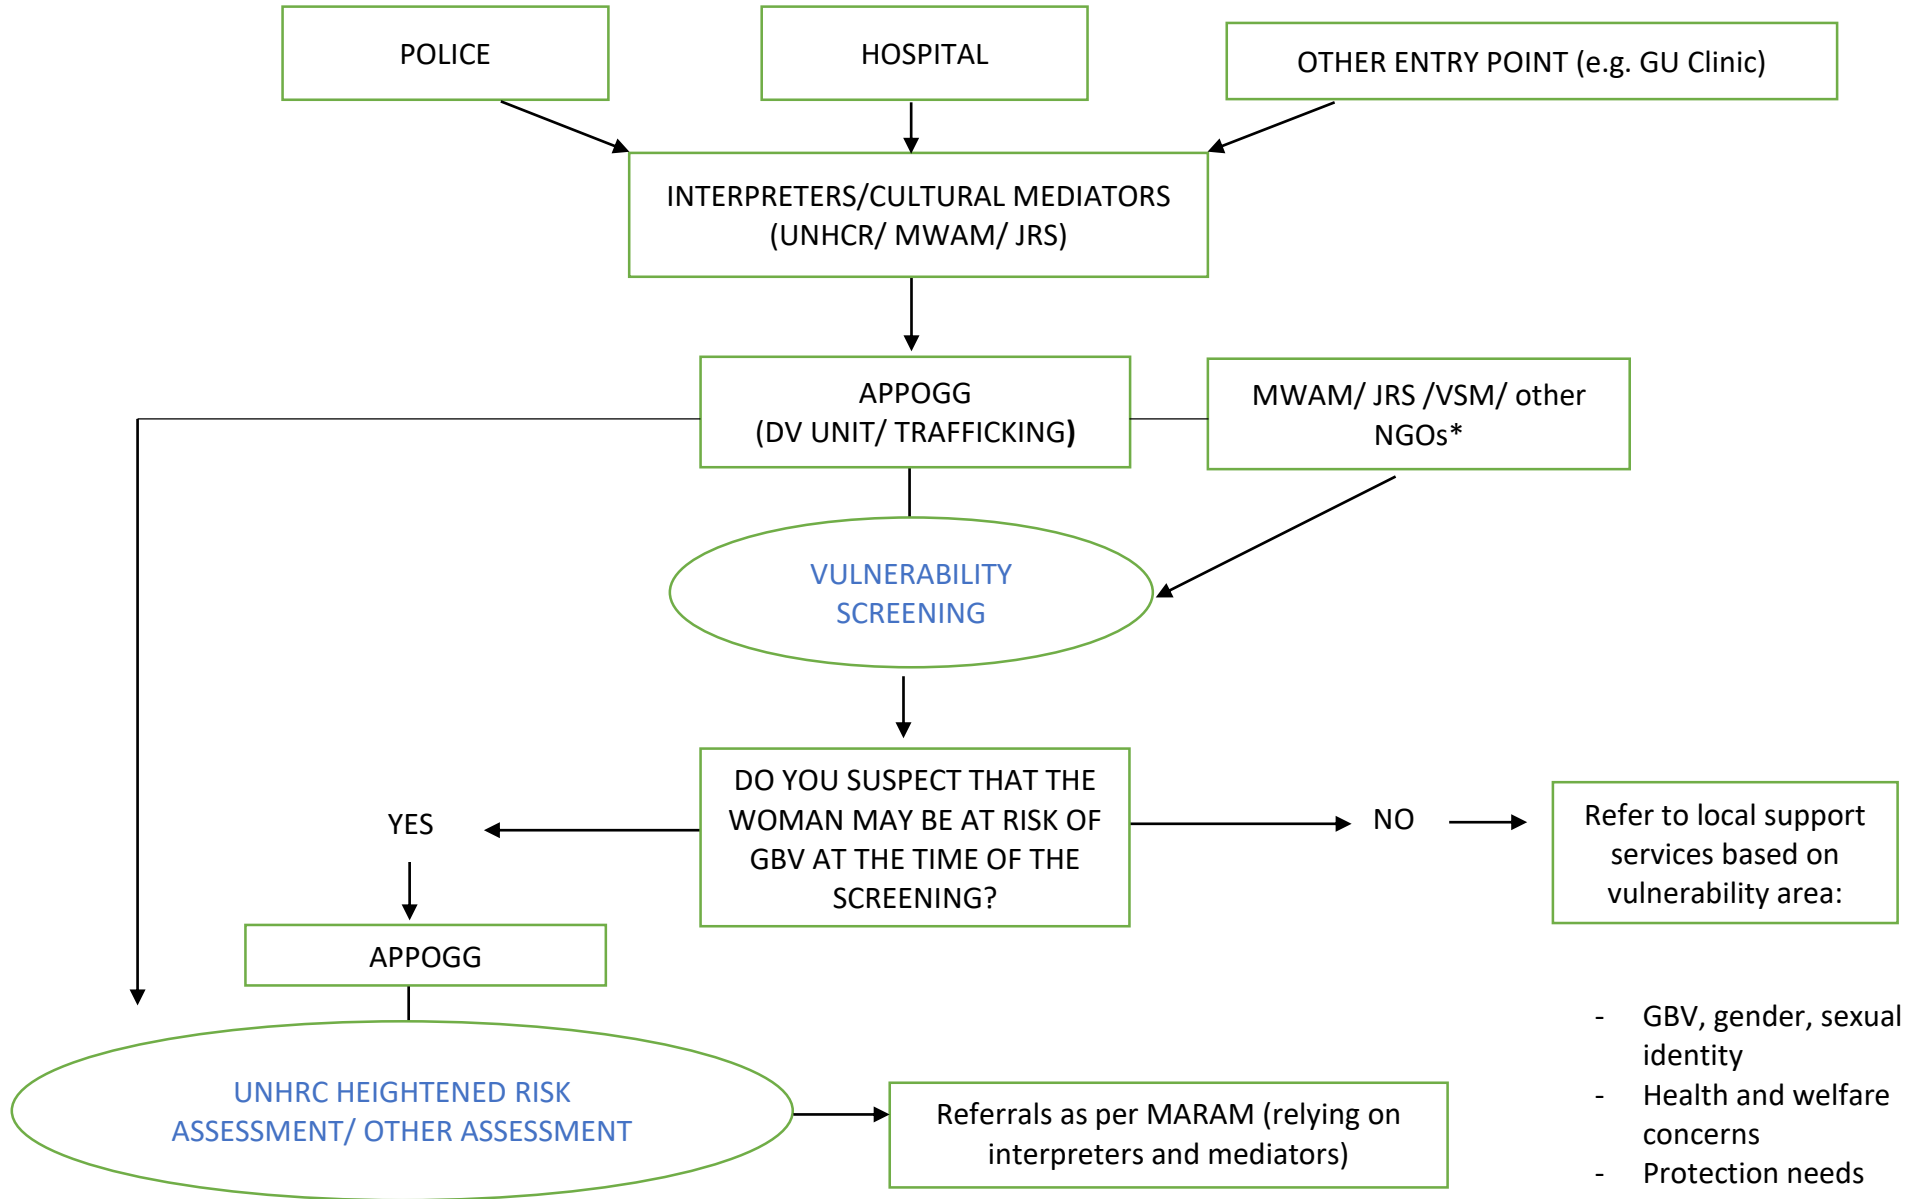 POLICE
HOSPITAL
OTHER ENTRY POINT (e.g. GU Clinic)
INTERPRETERS/CULTURAL MEDIATORS
(UNHCR/ MWAM/ JRS)
APPOGG
(DV UNIT/ TRAFFICKING)
MWAM/ JRS /VSM/ other
NGOs*
VULNERABILITY
SCREENING
DO YOU SUSPECT THAT THE
WOMAN MAY BE AT RISK OF
GBV AT THE TIME OF THE
SCREENING?
YES
NO
Refer to local support
services based on
vulnerability area:
APPOGG
UNHRC HEIGHTENED RISK
ASSESSMENT/ OTHER ASSESSMENT
Referrals as per MARAM (relying on
interpreters and mediators)
- GBV, gender, sexual
identity
- Health and welfare
concerns
- Protection needs